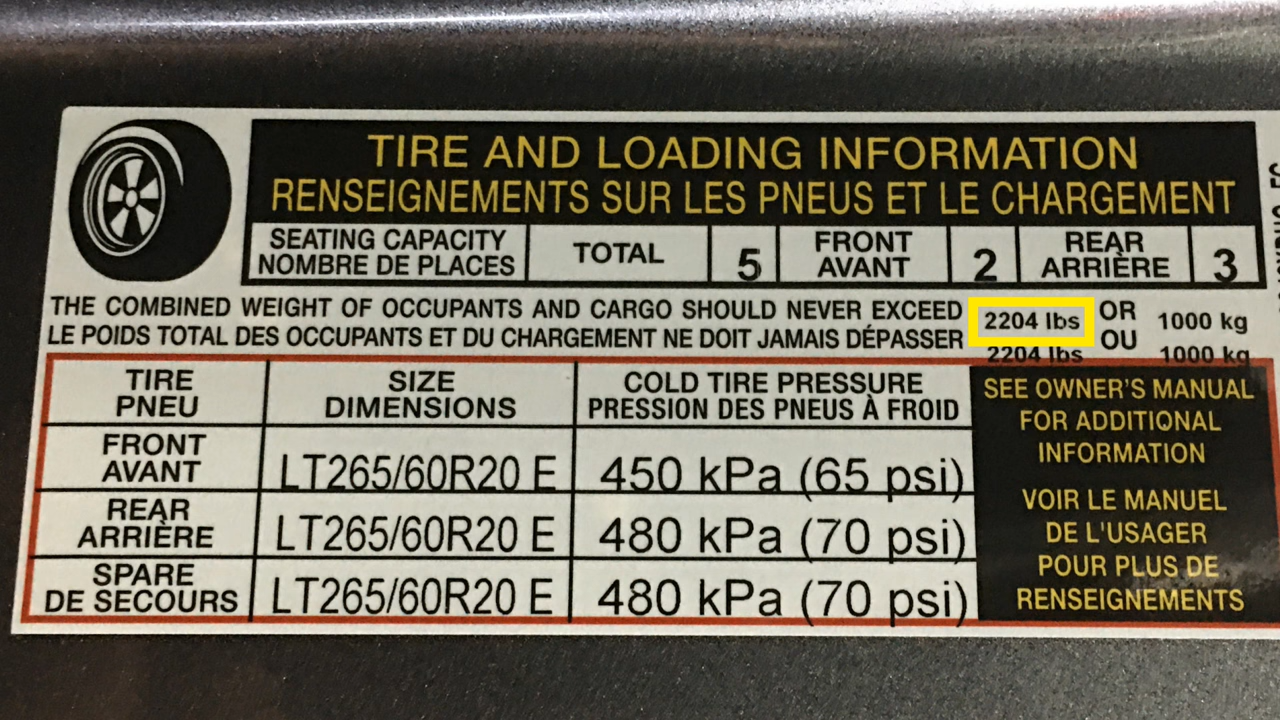 TIRE AND LOADING INFORMATION
RENSEIGNEMENTS SUR LES PNEUS ET LE CHARGEMENT
SEATING CAPACITY
NOMBRE DE PLACES
TOTAL
5
FRONT
AVANT
2
REAR
ARRIÈRE
3
THE COMBINED WEIGHT OF OCCUPANTS AND CARGO SHOULD NEVER EXCEED 2204 lbs OR 1000 kg
LE POIDS TOTAL DES OCCUPANTS ET DU CHARGEMENT NE DOIT JAMAIS DÉPASSER 2204 lbs OU 1000 kg
TIRE
PNEU
SIZE
DIMENSIONS
COLD TIRE PRESSURE
PRESSION DES PNEUS À FROID
FRONT
AVANT
LT265/60R20 E
450 kPa (65 psi)
REAR
ARRIÈRE
LT265/60R20 E
480 kPa (70 psi)
SPARE
DE SECOURS
LT265/60R20 E
480 kPa (70 psi)
SEE OWNER'S MANUAL
FOR ADDITIONAL
INFORMATION
VOIR LE MANUEL
DE L'USAGER
POUR PLUS DE
RENSEIGNEMENTS